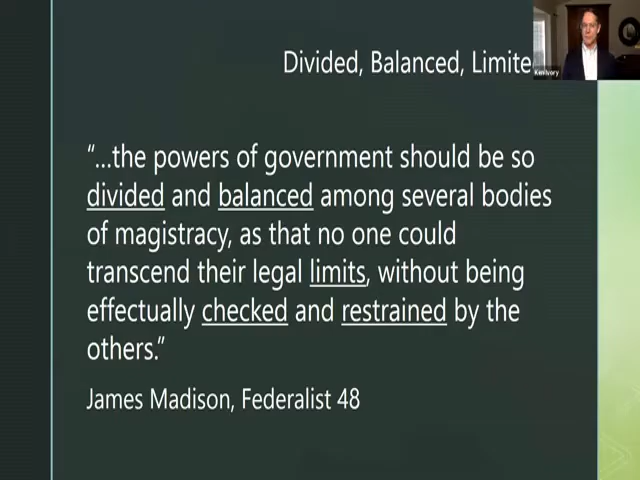 Divided, Balanced, Limite
Ken Ivory
“...the powers of government should be so
divided and balanced among several bodies
of magistracy, as that no one could
transcend their legal limits, without being
effectually checked and restrained by the
others.”
James Madison, Federalist 48